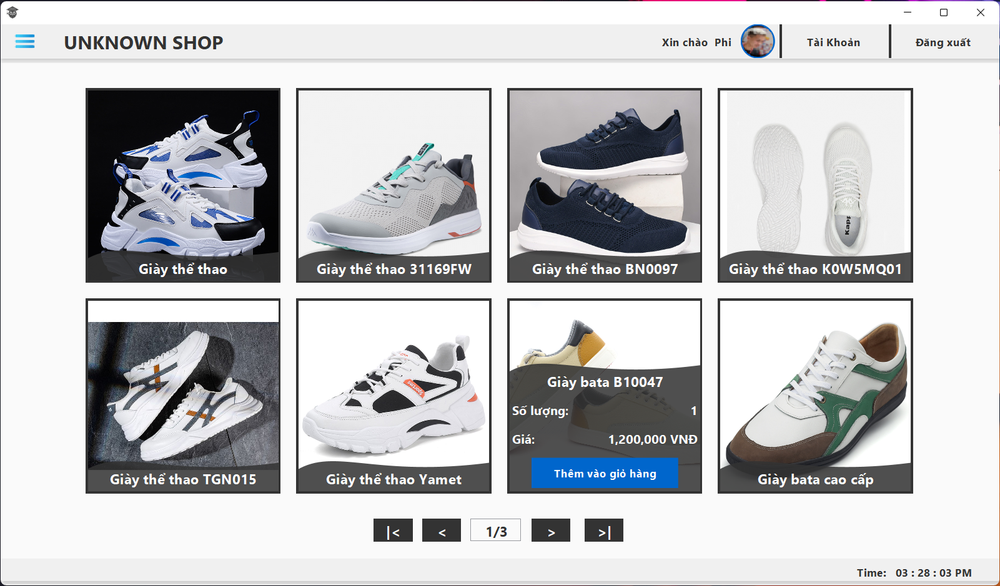 UNKNOWN SHOP
Xin chào Phi
Tài Khoản
Đăng xuất
Kappa
Giày thể thao
Giày thể thao 31169FW
Giày thể thao BN0097
Giày thể thao K0W5MQ01
Sportino
Giày bata B10047
Số lượng: 1
Giá: 1,200,000 VNĐ
Thêm vào giỏ hàng
Giày thể thao TGN015
Giày thể thao Yamet
Giày bata cao cấp
|<
<
1/3
>
>|
Time: 03 : 28 : 03 PM